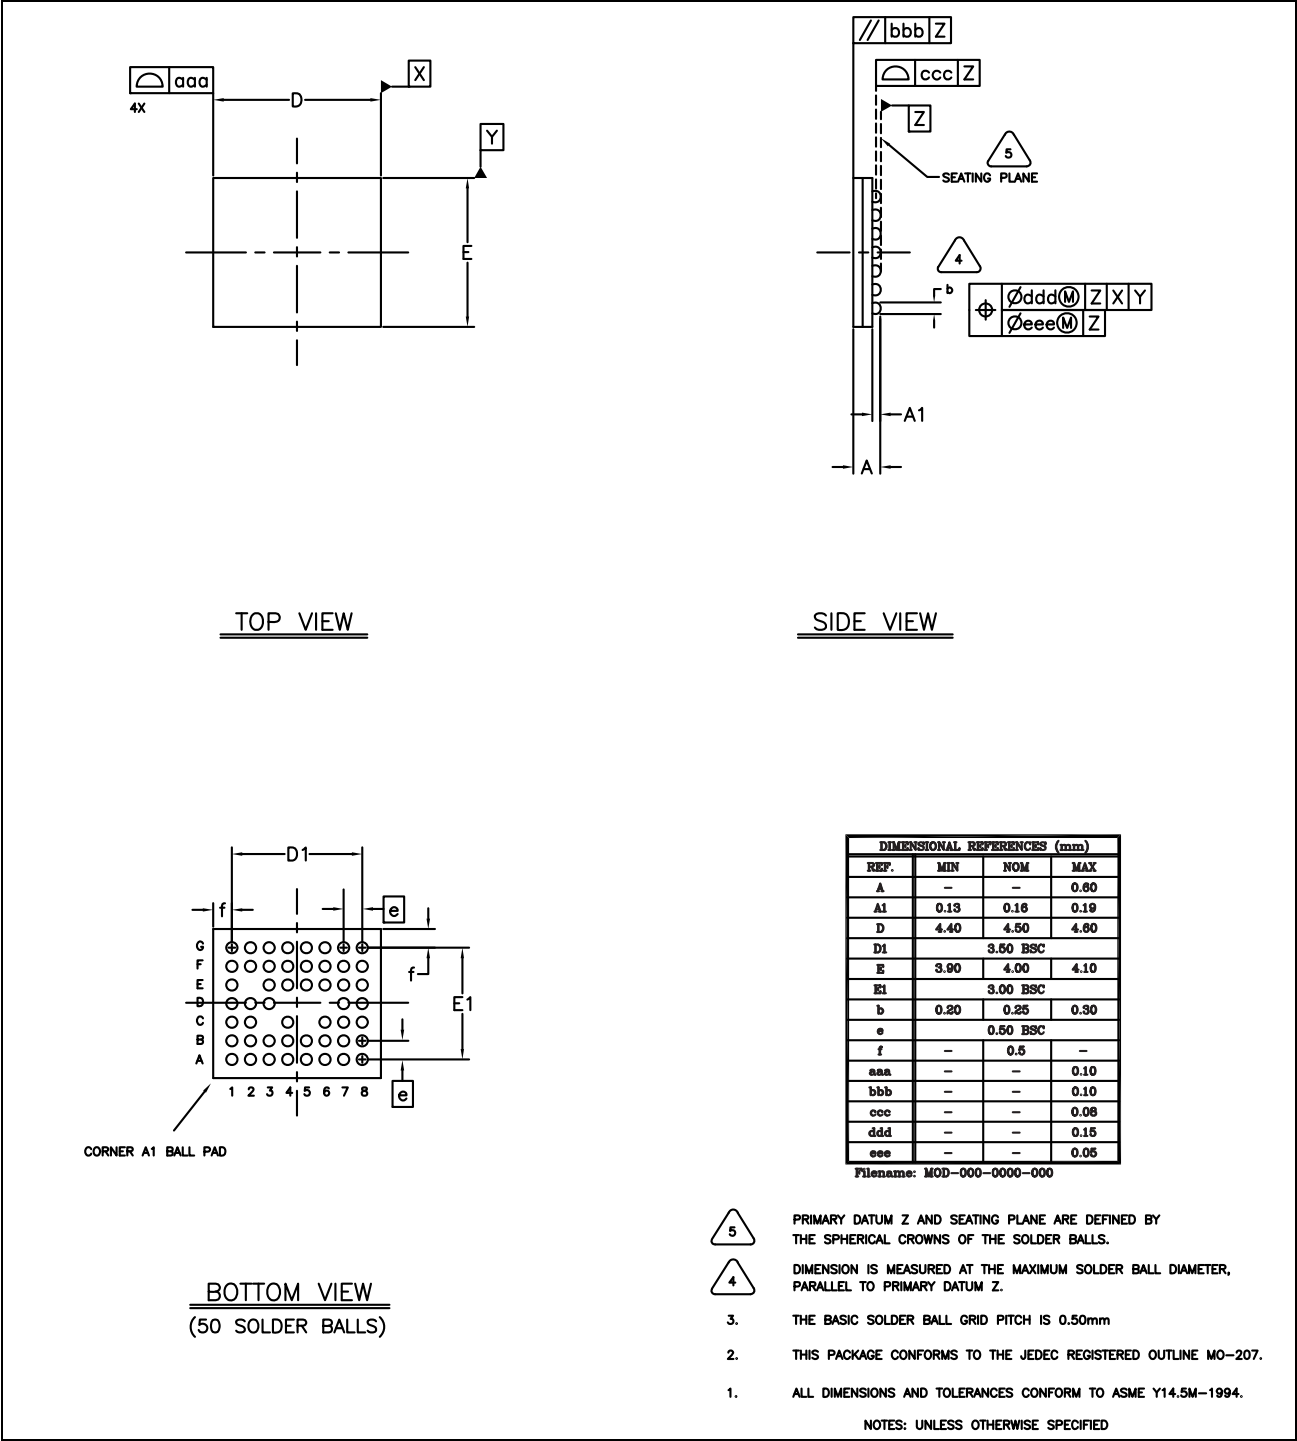 // bbb Z
ccc Z
aaa
4X
D
X
Y
Z
5
SEATING PLANE
E
4
b
Øddd Ⓜ Z X Y
Øeee Ⓜ Z
A1
A
TOP VIEW
SIDE VIEW
D1
f
e
G
F
E
D
C
B
A
f
E1
1 2 3 4 5 6 7 8
e
CORNER A1 BALL PAD
BOTTOM VIEW
(50 SOLDER BALLS)
DIMENSIONAL REFERENCES (mm)
REF. MIN NOM MAX
A – – 0.60
A1 0.13 0.16 0.19
D 4.40 4.50 4.60
D1 3.50 BSC
E 3.90 4.00 4.10
E1 3.00 BSC
b 0.20 0.25 0.30
e 0.50 BSC
f – 0.5 –
aaa – – 0.10
bbb – – 0.10
ccc – – 0.08
ddd – – 0.15
eee – – 0.05
Filename: MOD-000-0000-000
5 PRIMARY DATUM Z AND SEATING PLANE ARE DEFINED BY
THE SPHERICAL CROWNS OF THE SOLDER BALLS.
4 DIMENSION IS MEASURED AT THE MAXIMUM SOLDER BALL DIAMETER,
PARALLEL TO PRIMARY DATUM Z.
3. THE BASIC SOLDER BALL GRID PITCH IS 0.50mm
2. THIS PACKAGE CONFORMS TO THE JEDEC REGISTERED OUTLINE MO-207.
1. ALL DIMENSIONS AND TOLERANCES CONFORM TO ASME Y14.5M-1994.
NOTES: UNLESS OTHERWISE SPECIFIED